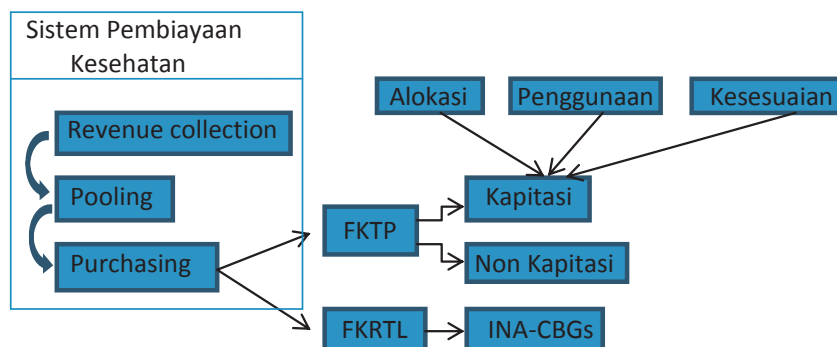 Sistem Pembiayaan
Kesehatan
Revenue collection
Pooling
Purchasing
Alokasi
Penggunaan
Kesesuaian
Kapitasi
FKTP
Non Kapitasi
FKRTL
INA-CBGs